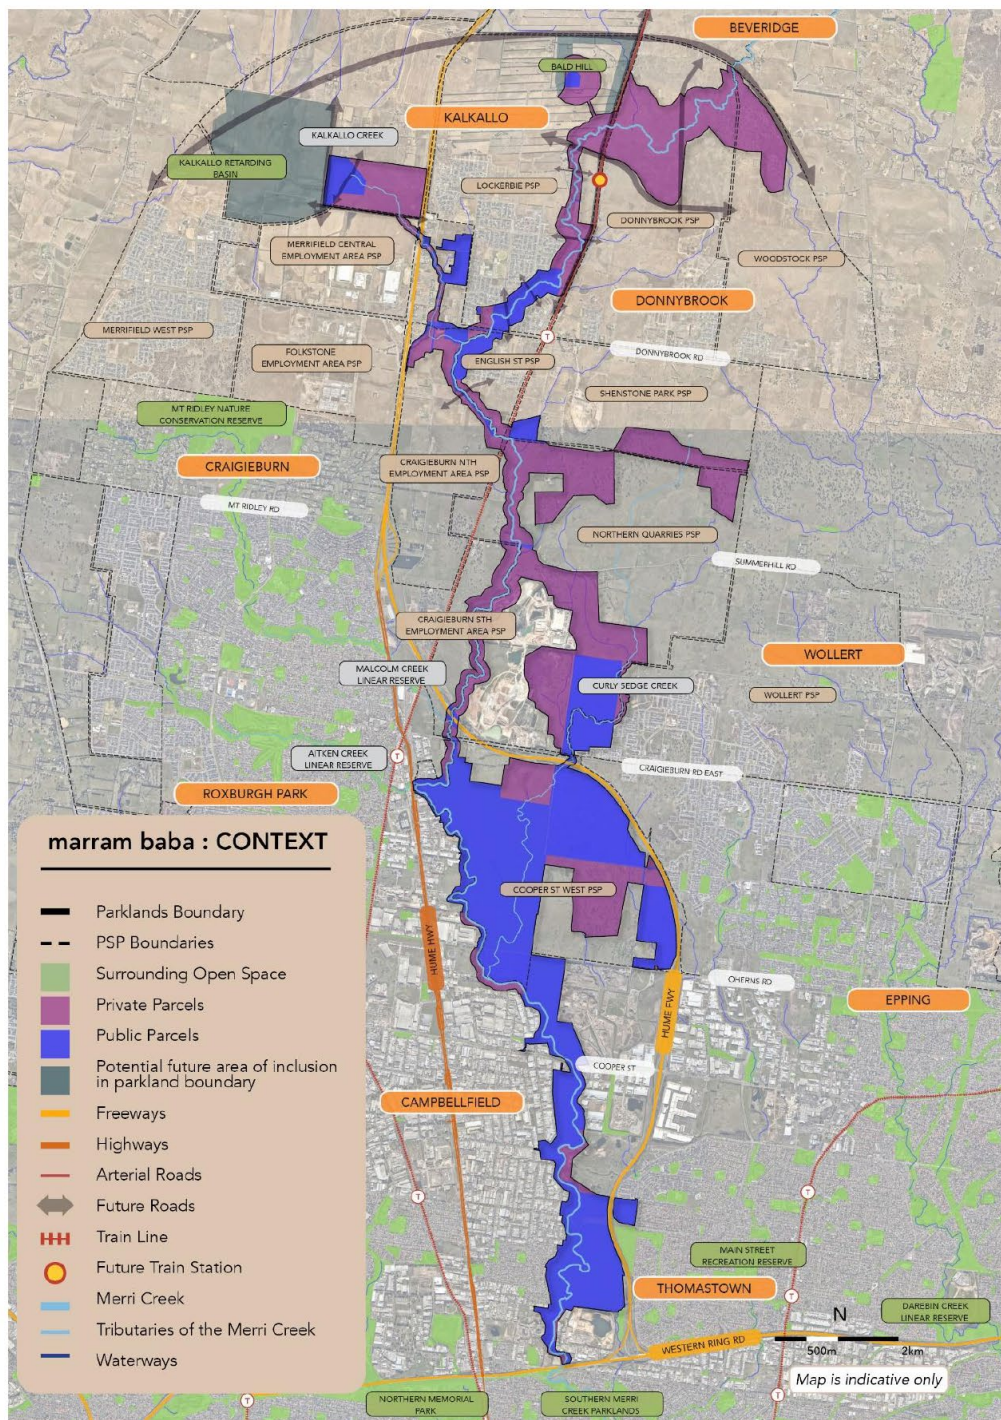 BEVERIDGE
BALD HILL
KALKALLO
KALKALLO CREEK
KALKALLO RETARDING
BASIN
LOCKERBIE PSP
DONNYBROOK PSP
MERRIFIELD CENTRAL
EMPLOYMENT AREA PSP
WOODSTOCK PSP
DONNYBROOK
MERRIFIELD WEST PSP
T
FOLKSTONE
EMPLOYMENT AREA PSP
ENGLISH ST PSP
DONNYBROOK RD
SHENSTONE PARK PSP
MT RIDLEY NATURE
CONSERVATION RESERVE
CRAIGIEBURN
CRAIGIEBURN NTH
EMPLOYMENT AREA PSP
MT RIDLEY RD
NORTHERN QUARRIES PSP
SUMMERHILL RD
CRAIGIEBURN STH
EMPLOYMENT AREA PSP
WOLLERT
MALCOLM CREEK
LINEAR RESERVE
CURLY SEDGE CREEK
WOLLERT PSP
AITKEN CREEK
LINEAR RESERVE
T
CRAIGIEBURN RD EAST
ROXBURGH PARK
marram baba : CONTEXT
Parklands Boundary
PSP Boundaries
Surrounding Open Space
Private Parcels
Public Parcels
Potential future area of inclusion
in parkland boundary
Freeways
Highways
Arterial Roads
Future Roads
Train Line
Future Train Station
Merri Creek
Tributaries of the Merri Creek
Waterways
COOPER ST WEST PSP
HUME HWY
OHERNS RD
EPPING
HUME FWY
COOPER ST
CAMPBELLFIELD
T
T
MAIN STREET
RECREATION RESERVE
THOMASTOWN
T
DAREBIN CREEK
LINEAR RESERVE
N
WESTERN RING RD
500m
2km
Map is indicative only
T
NORTHERN MEMORIAL
PARK
SOUTHERN MERRI
CREEK PARKLANDS
T